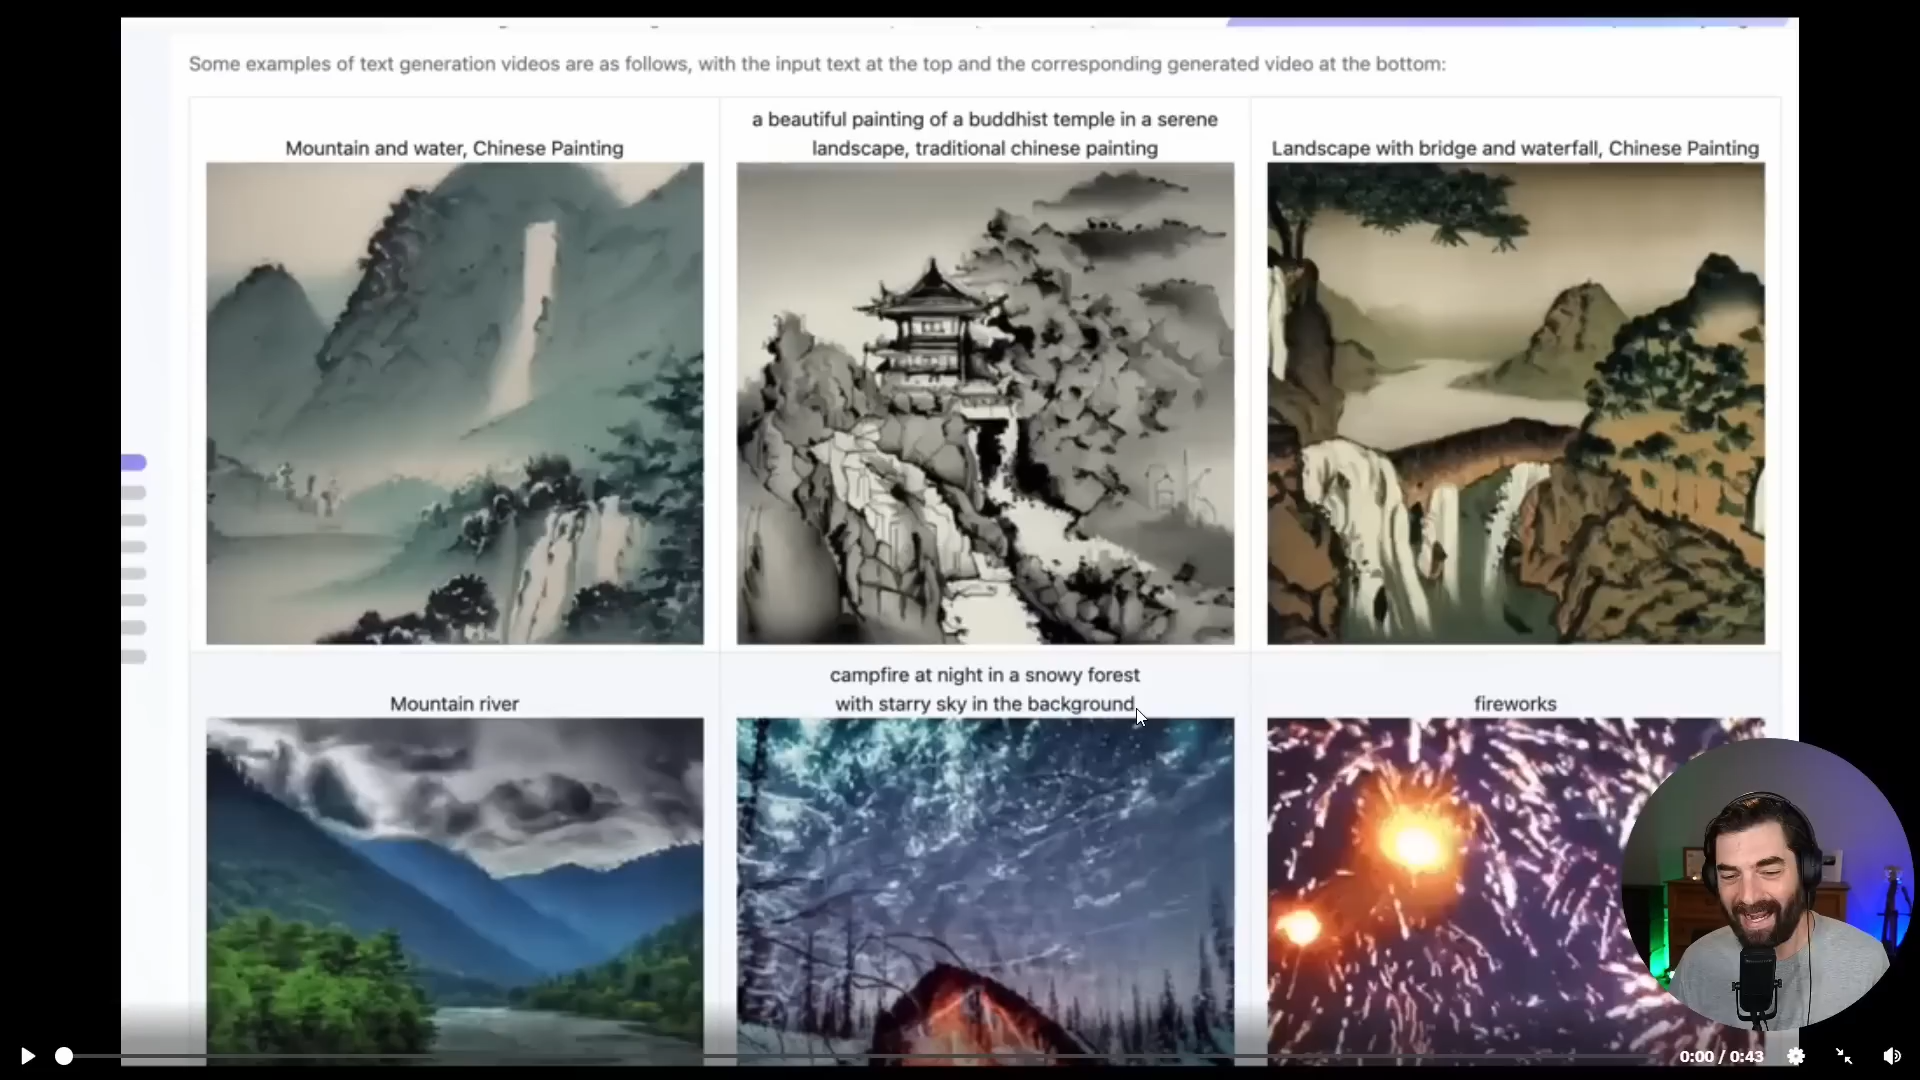 Some examples of text generation videos are as follows, with the input text at the top and the corresponding generated video at the bottom:
Mountain and water, Chinese Painting
a beautiful painting of a buddhist temple in a serene
landscape, traditional chinese painting
Landscape with bridge and waterfall, Chinese Painting
Mountain river
campfire at night in a snowy forest
with starry sky in the background
fireworks
0:00 / 0:43